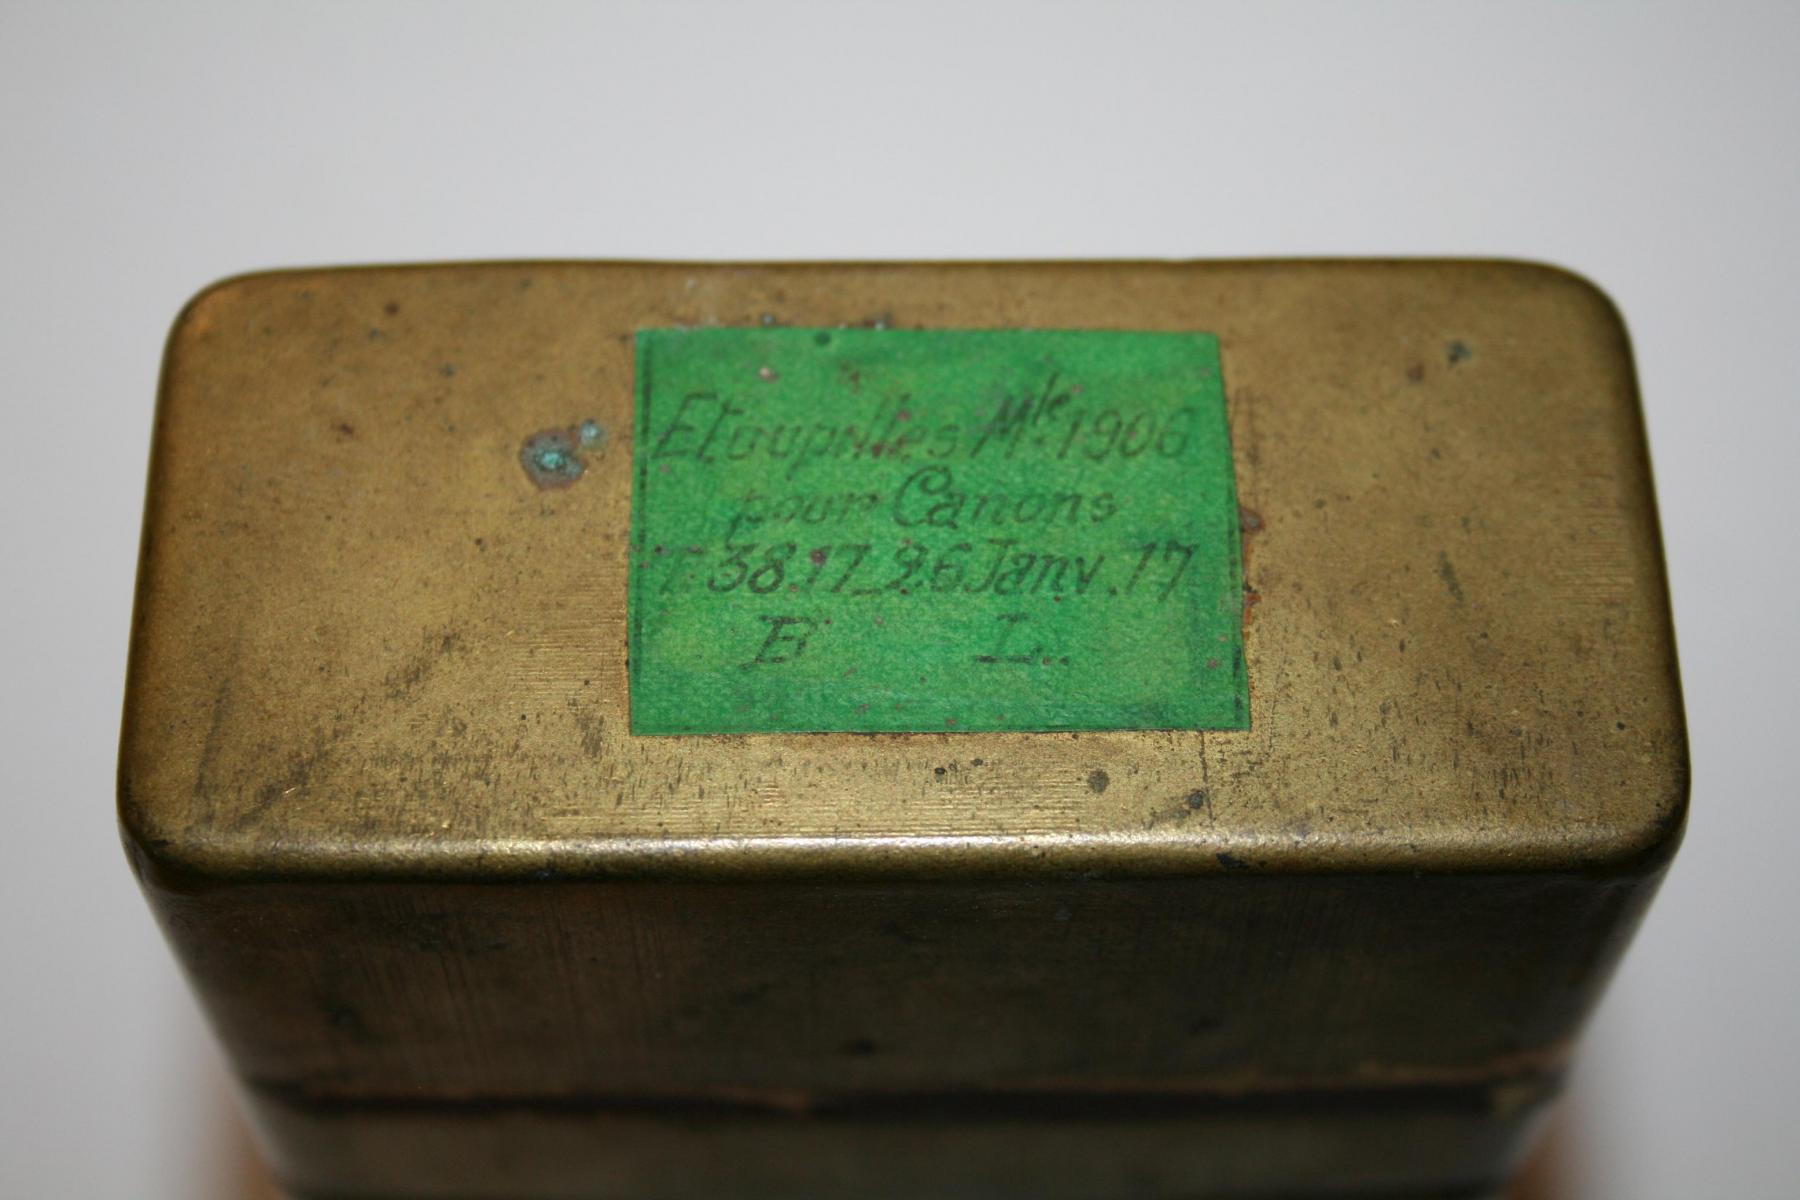 Etoupilles Mle 1906
pour Canons
T.38.17_26 Janv.17
E L..